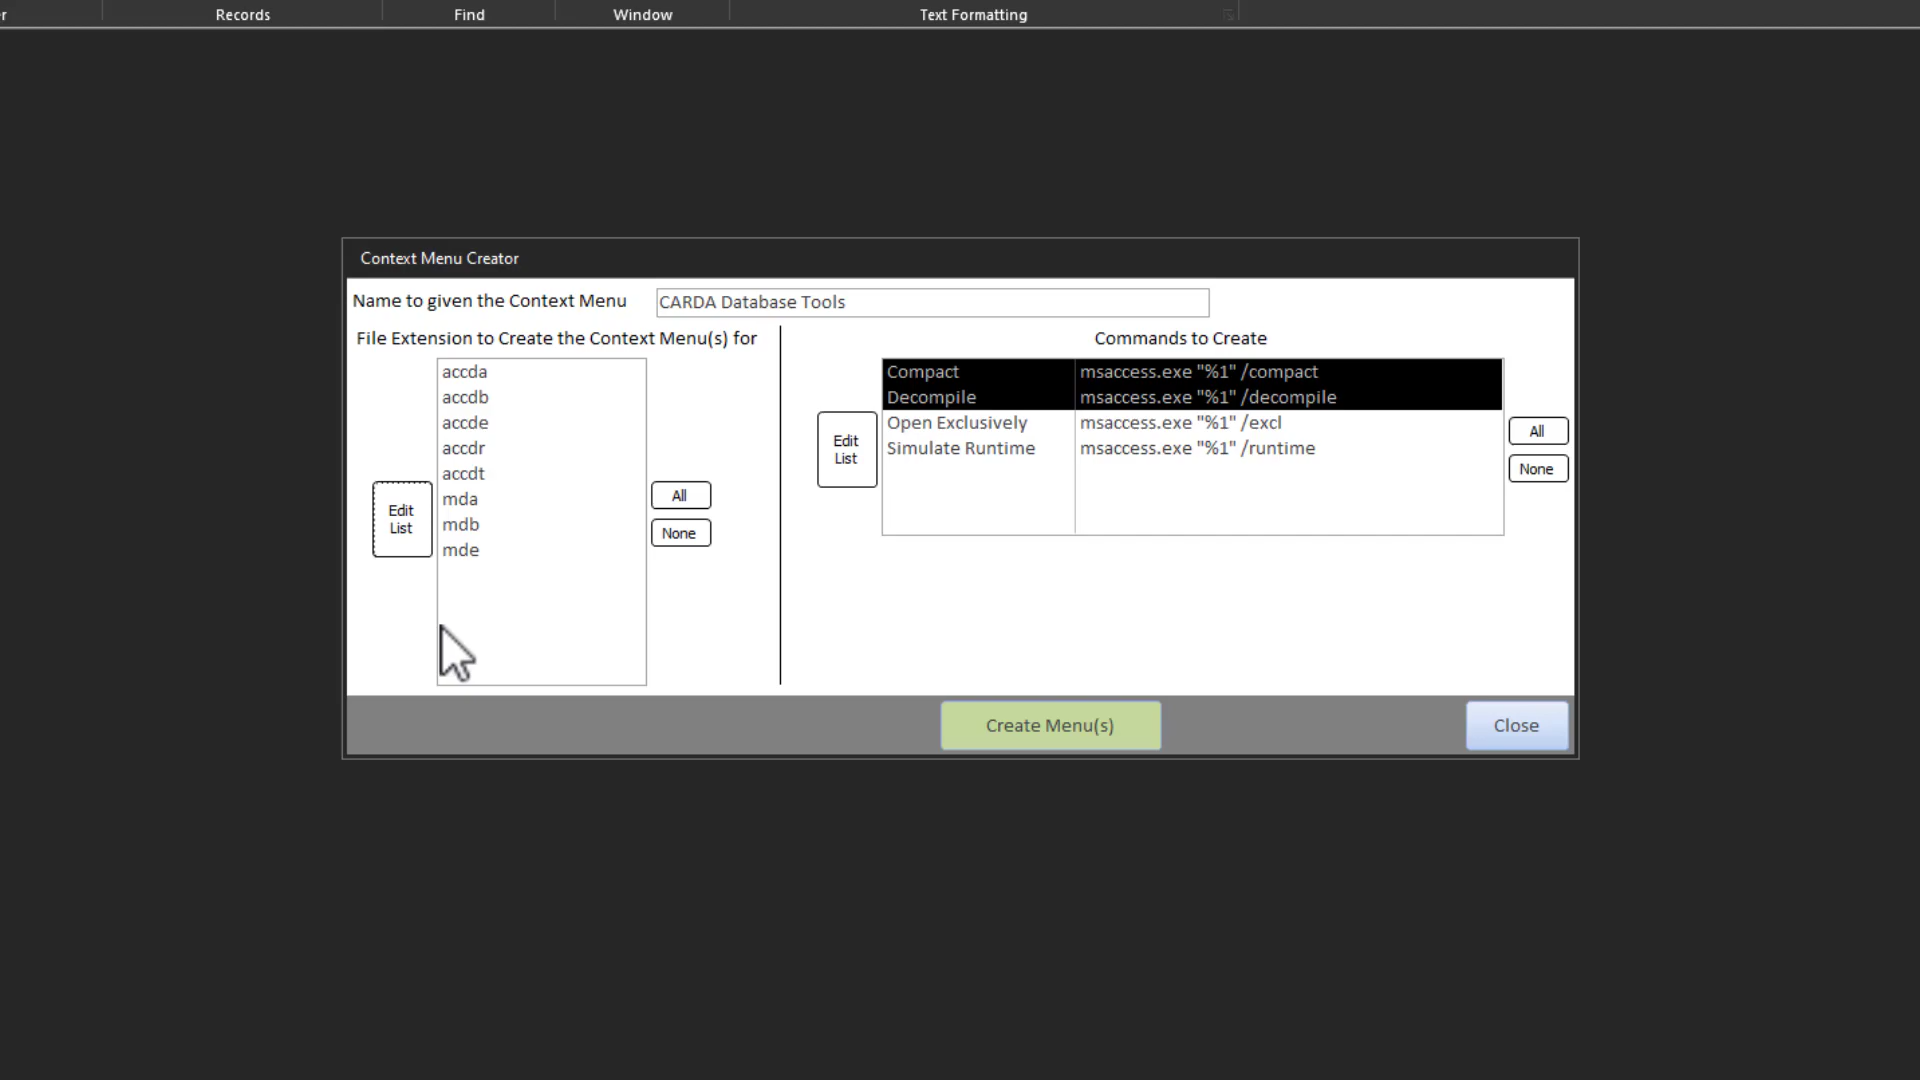 r Records Find Window Text Formatting
Context Menu Creator
Name to given the Context Menu CARDA Database Tools
File Extension to Create the Context Menu(s) for
accda
accdb
accde
accdr
accdt
mda
mdb
mde
Edit
List
All
None
Commands to Create
Compact msaccess.exe "%1" /compact
Decompile msaccess.exe "%1" /decompile
Open Exclusively msaccess.exe "%1" /excl
Simulate Runtime msaccess.exe "%1" /runtime
Edit
List
All
None
Create Menu(s)
Close